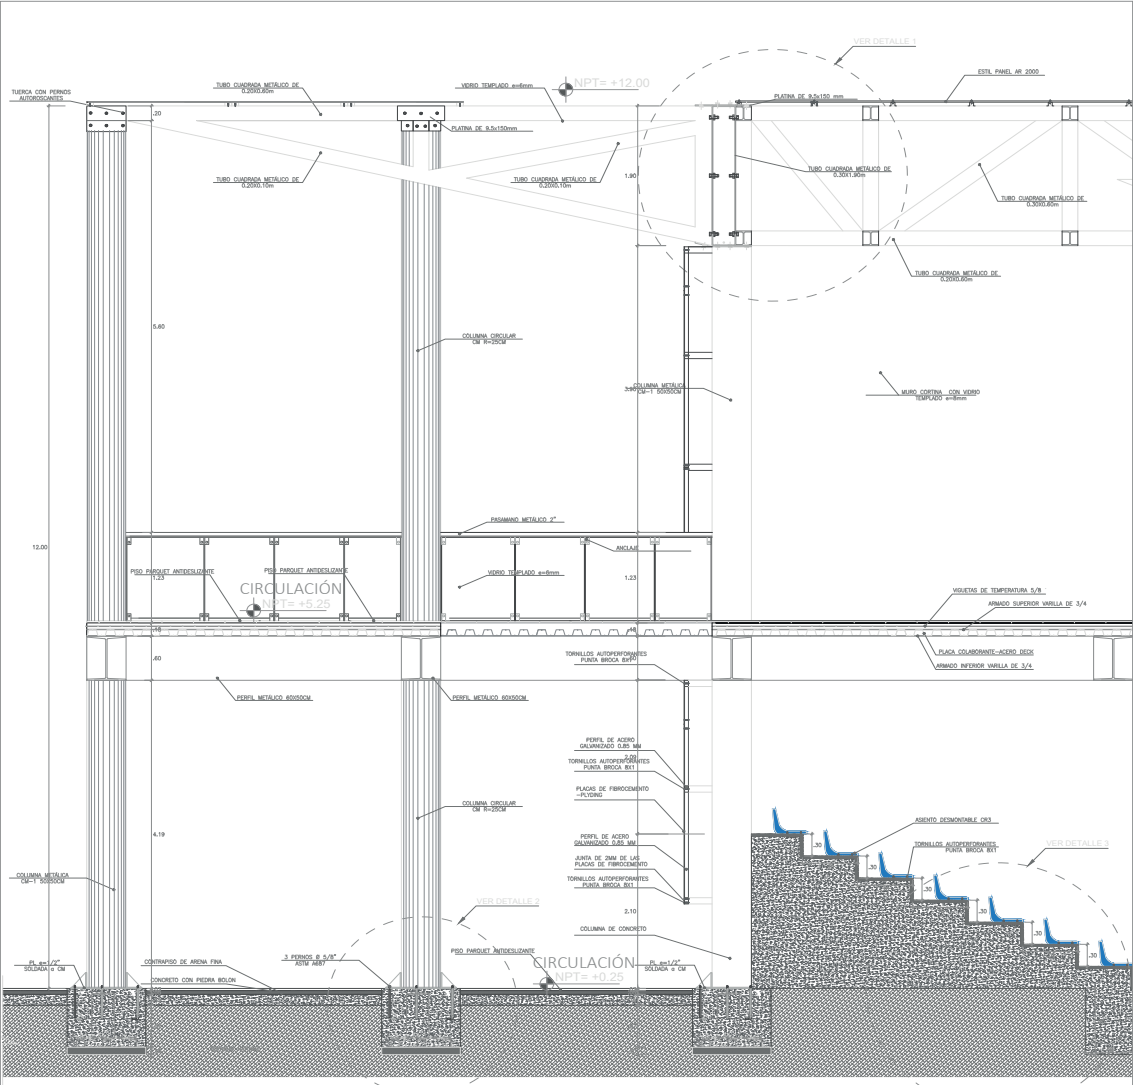 VER DETALLE 1
ESTIL PANEL AR 2000
NPT= +12.00
TUBO CUADRADA METÁLICO DE
0.20X0.60m
VIDRIO TEMPLADO e=6mm
TUERCA CON PERNOS
AUTOROSCANTES
PLATINA DE 9.5x150 mm
.20
PLATINA DE 9.5x150mm
TUBO CUADRADA METÁLICO DE
0.20X0.10m
TUBO CUADRADA METÁLICO DE
0.20X0.10m
1.90
TUBO CUADRADA METÁLICO DE
0.30X1.90m
TUBO CUADRADA METÁLICO DE
0.30X0.60m
TUBO CUADRADA METÁLICO DE
0.20X0.60m
5.60
COLUMNA CIRCULAR
CM R=25CM
COLUMNA METÁLICA
CM-1 50X50CM
MURO CORTINA CON VIDRIO
TEMPLADO e=8mm
PASAMANO METÁLICO 2"
12.00
ANCLAJE
PISO PARQUET ANTIDESLIZANTE
PISO PARQUET ANTIDESLIZANTE
VIDRIO TEMPLADO e=6mm
1.23
1.23
CIRCULACIÓN
NPT= +5.25
VIGUETAS DE TEMPERATURA 5/8
ARMADO SUPERIOR VARILLA DE 3/4
PLACA COLABORANTE-ACERO DECK
ARMADO INFERIOR VARILLA DE 3/4
TORNILLOS AUTOPERFORANTES
PUNTA BROCA 8X1
.60
PERFIL METÁLICO 60X50CM
PERFIL METÁLICO 60X50CM
PERFIL DE ACERO
GALVANIZADO 0.85 MM
TORNILLOS AUTOPERFORANTES
PUNTA BROCA 8X1
PLACAS DE FIBROCEMENTO
-PLYDING
COLUMNA CIRCULAR
CM R=25CM
4.19
PERFIL DE ACERO
GALVANIZADO 0.85 MM
JUNTA DE 2MM DE LAS
PLACAS DE FIBROCEMENTO
TORNILLOS AUTOPERFORANTES
PUNTA BROCA 8X1
ASIENTO DESMONTABLE CR3
TORNILLOS AUTOPERFORANTES
PUNTA BROCA 8X1
VER DETALLE 3
.30
.30
.30
.30
.30
.30
COLUMNA METÁLICA
CM-1 50X50CM
VER DETALLE 2
2.10
COLUMNA DE CONCRETO
PISO PARQUET ANTIDESLIZANTE
CIRCULACIÓN
NPT= +0.25
PL e=1/2"
SOLDADA a CM
CONTRAPISO DE ARENA FINA
CONCRETO CON PIEDRA BOLON
3 PERNOS Ø 5/8"
ASTM A687
PL e=1/2"
SOLDADA a CM